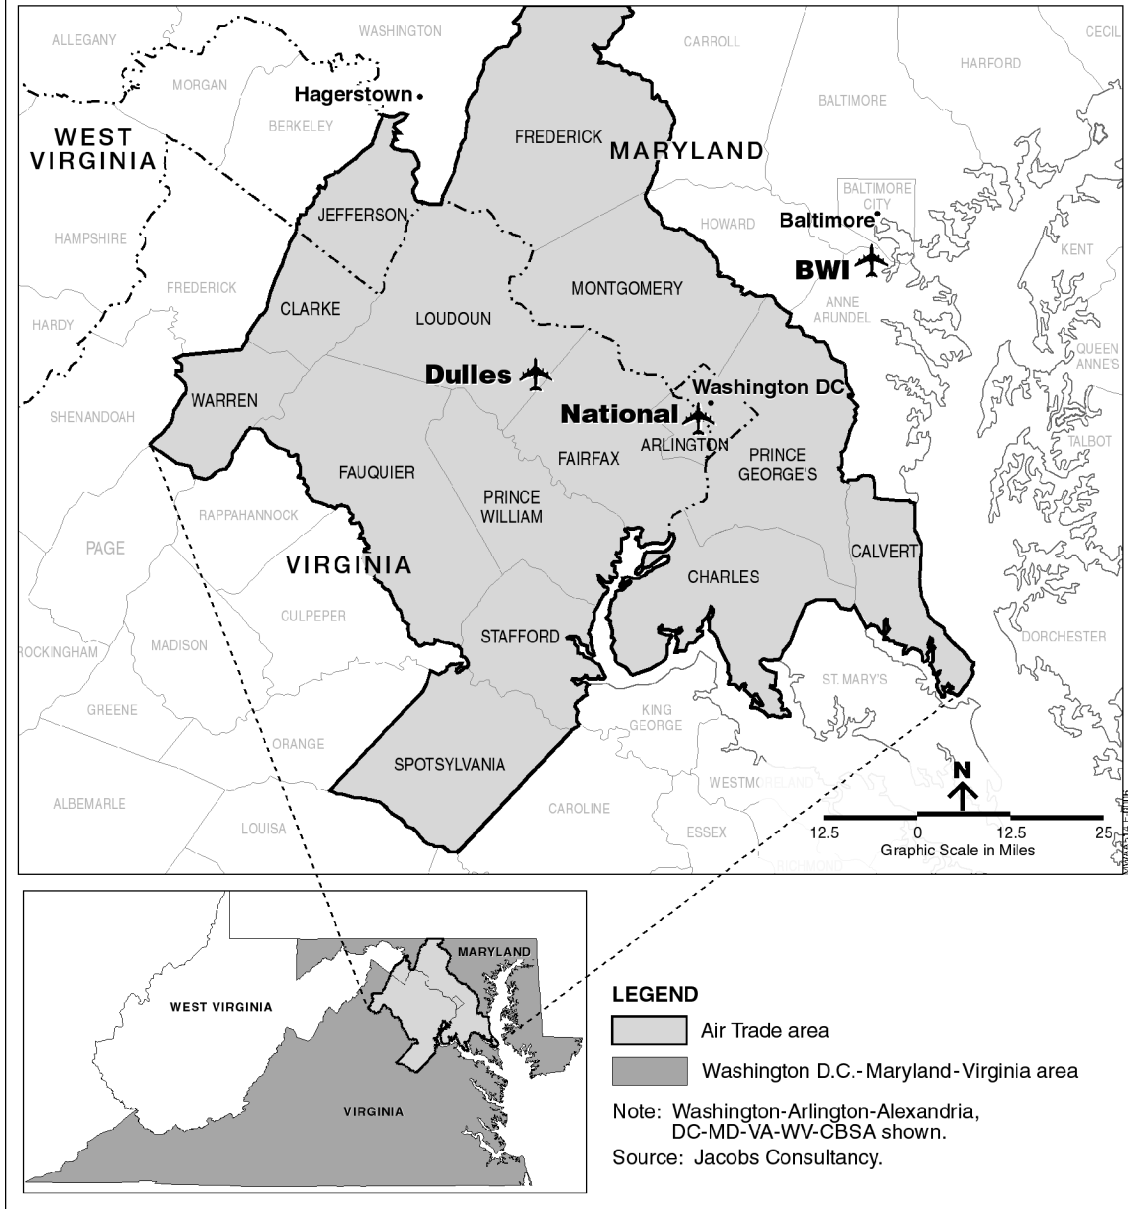 ALLEGANY
WASHINGTON
CARROLL
CECIL
HARFORD
MORGAN
Hagerstown
BALTIMORE
BERKELEY
WEST
VIRGINIA
FREDERICK
MARYLAND
BALTIMORE
CITY
JEFFERSON
Baltimore
HOWARD
HAMPSHIRE
KENT
BWI
FREDERICK
MONTGOMERY
CLARKE
LOUDOUN
ANNE
ARUNDEL
HARDY
QUEEN
ANNE'S
Dulles
Washington DC
WARREN
National
SHENANDOAH
ARLINGTON
TALBOT
FAIRFAX
PRINCE
GEORGE'S
FAUQUIER
PRINCE
WILLIAM
RAPPAHANNOCK
PAGE
VIRGINIA
CALVERT
CHARLES
CULPEPER
STAFFORD
DORCHESTER
MADISON
ROCKINGHAM
ST. MARY'S
GREENE
KING
GEORGE
ORANGE
SPOTSYLVANIA
N
WESTMORELAND
ALBEMARLE
CAROLINE
LOUISA
ESSEX
12.5 0 12.5 25
Graphic Scale in Miles
RICHMOND
MARYLAND
WEST VIRGINIA
VIRGINIA
LEGEND
Air Trade area
Washington D.C.-Maryland-Virginia area
Note: Washington-Arlington-Alexandria,
DC-MD-VA-WV-CBSA shown.
Source: Jacobs Consultancy.